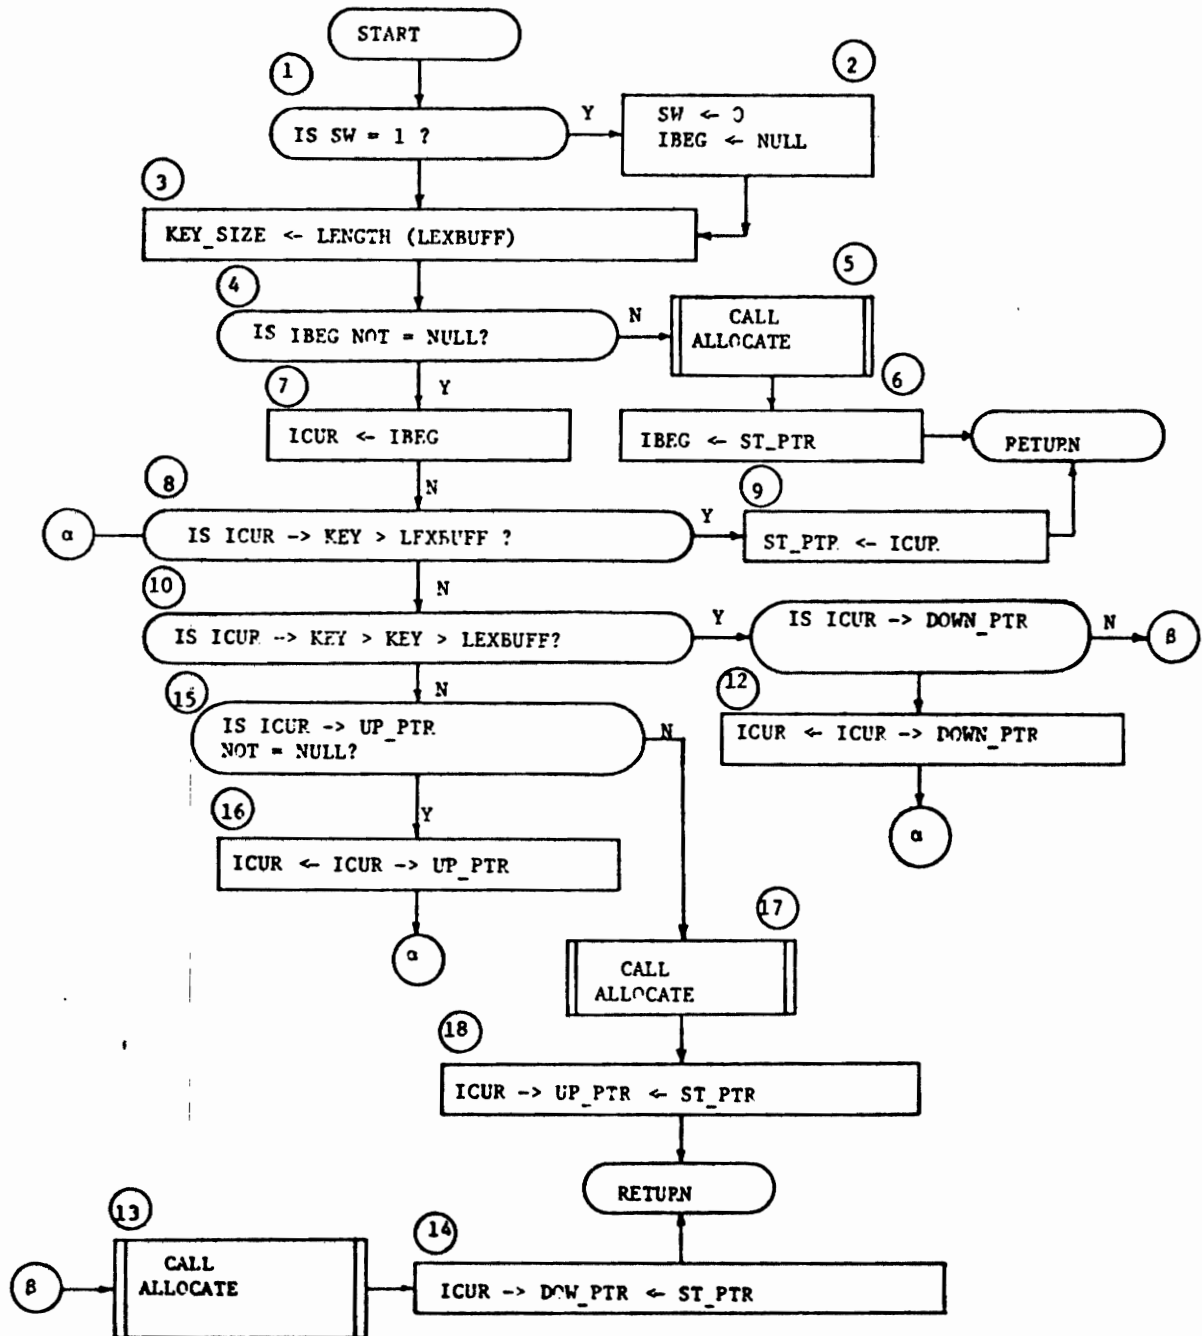 START
1
2
IS SW = 1 ?
Y
SW <- 0
IBEG <- NULL
3
KEY_SIZE <- LENGTH (LEXBUFF)
4
5
IS IBEG NOT = NULL?
N
CALL
ALLOCATE
7
Y
6
ICUR <- IBEG
IBEG <- ST_PTR
RETURN
8
N
9
α
IS ICUR -> KEY > LEXBUFF ?
Y
ST_PTR <- ICUR
10
N
IS ICUR -> KEY > KEY > LEXBUFF?
Y
IS ICUR -> DOWN_PTR
N
β
15
N
12
IS ICUR -> UP_PTR
NOT = NULL?
N
ICUR <- ICUR -> DOWN_PTR
16
Y
α
ICUR <- ICUR -> UP_PTR
α
17
CALL
ALLOCATE
18
ICUR -> UP_PTR <- ST_PTR
RETURN
13
14
β
CALL
ALLOCATE
ICUR -> DOW_PTR <- ST_PTR